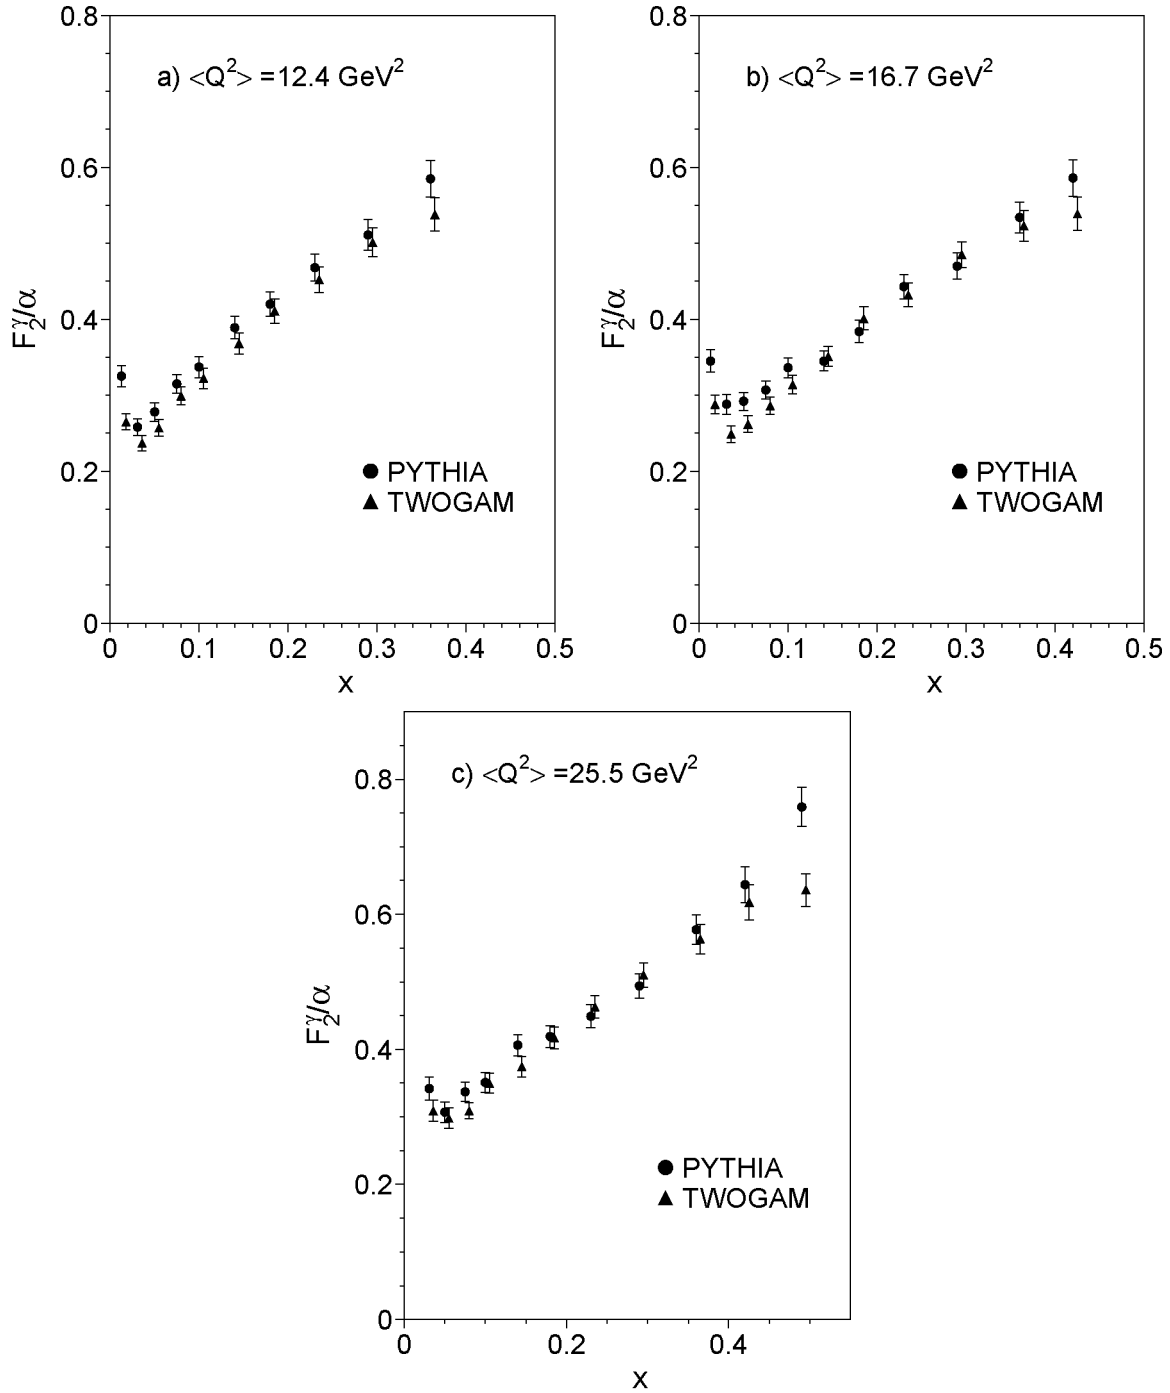 a) <Q²> =12.4 GeV²
0.8
0.6
0.4
0.2
0
F₂^γ/α
PYTHIA
TWOGAM
0 0.1 0.2 0.3 0.4 0.5
x
b) <Q²> =16.7 GeV²
0.8
0.6
0.4
0.2
0
F₂^γ/α
PYTHIA
TWOGAM
0 0.1 0.2 0.3 0.4 0.5
x
c) <Q²> =25.5 GeV²
0.8
0.6
0.4
0.2
0
F₂^γ/α
PYTHIA
TWOGAM
0 0.2 0.4
x